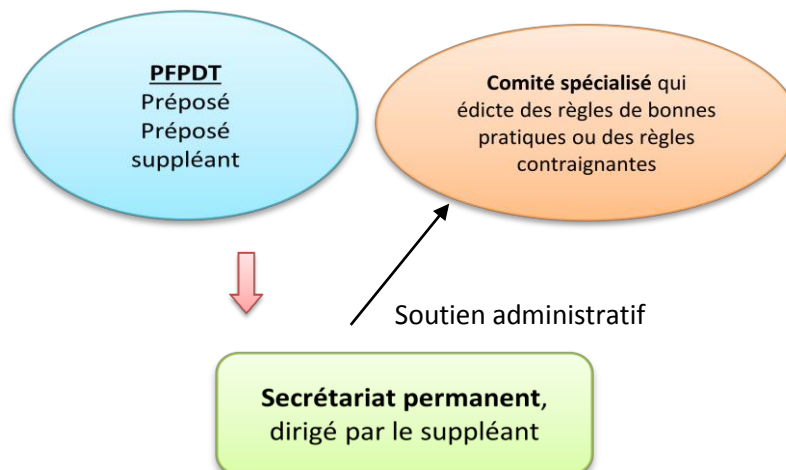 PFPDT
Préposé
Préposé
suppléant
Comité spécialisé qui
édicte des règles de bonnes
pratiques ou des règles
contraignantes
Soutien administratif
Secrétariat permanent,
dirigé par le suppléant